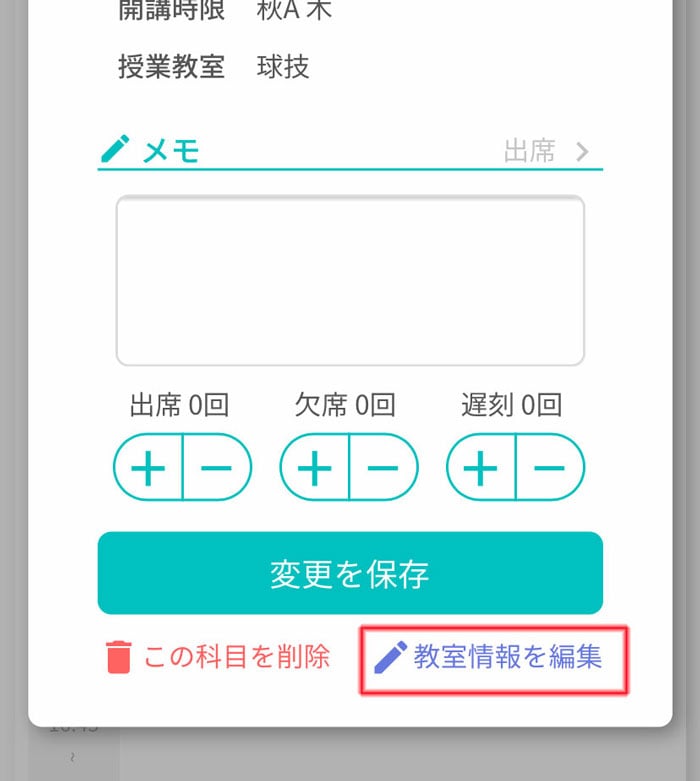 開講時限 秋A 木
授業教室 球技
メモ 出席
出席 0回 欠席 0回 遅刻 0回
変更を保存
この科目を削除 教室情報を編集
~